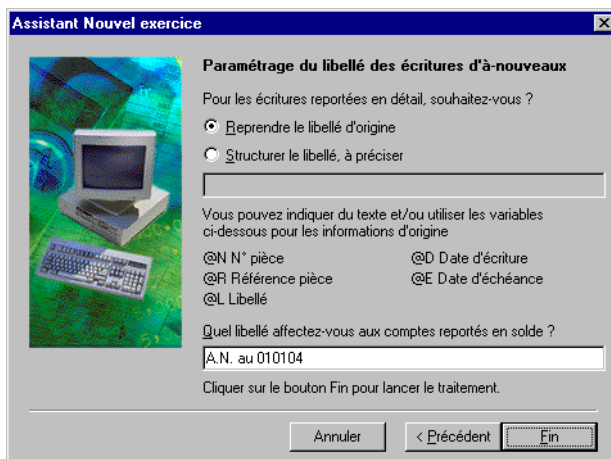 Assistant Nouvel exercice
Paramétrage du libellé des écritures d'à-nouveaux
Pour les écritures reportées en détail, souhaitez-vous ?
Reprendre le libellé d'origine
Structurer le libellé, à préciser
Vous pouvez indiquer du texte et/ou utiliser les variables
ci-dessous pour les informations d'origine
@N N° pièce @D Date d'écriture
@R Référence pièce @E Date d'échéance
@L Libellé
Quel libellé affectez-vous aux comptes reportés en solde ?
A.N. au 010104
Cliquer sur le bouton Fin pour lancer le traitement.
Annuler < Précédent Fin